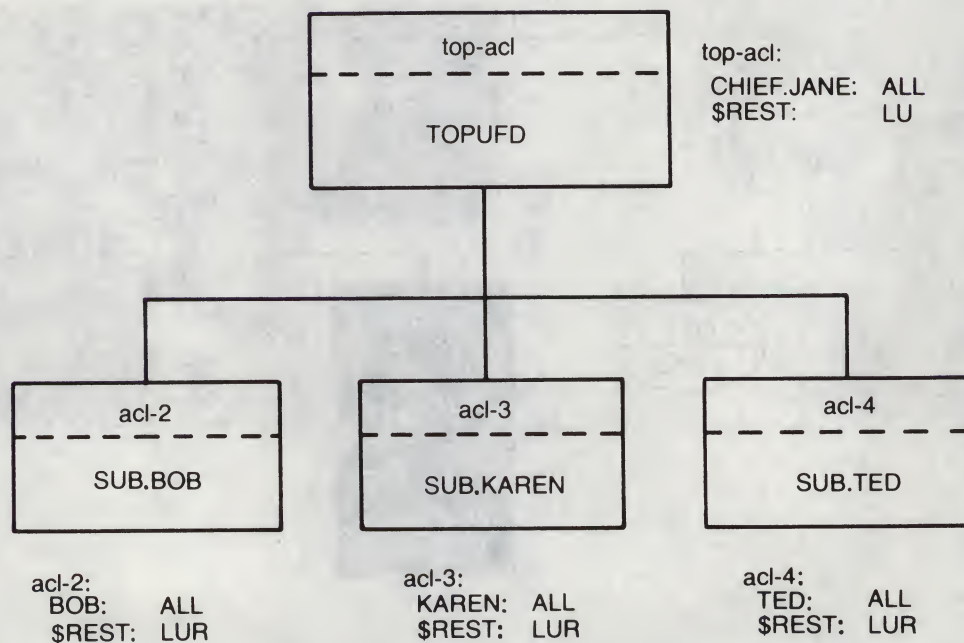 top-acl
TOPUFD
top-acl:
CHIEF.JANE: ALL
$REST: LU
acl-2
SUB.BOB
acl-3
SUB.KAREN
acl-4
SUB.TED
acl-2:
BOB: ALL
$REST: LUR
acl-3:
KAREN: ALL
$REST: LUR
acl-4:
TED: ALL
$REST: LUR